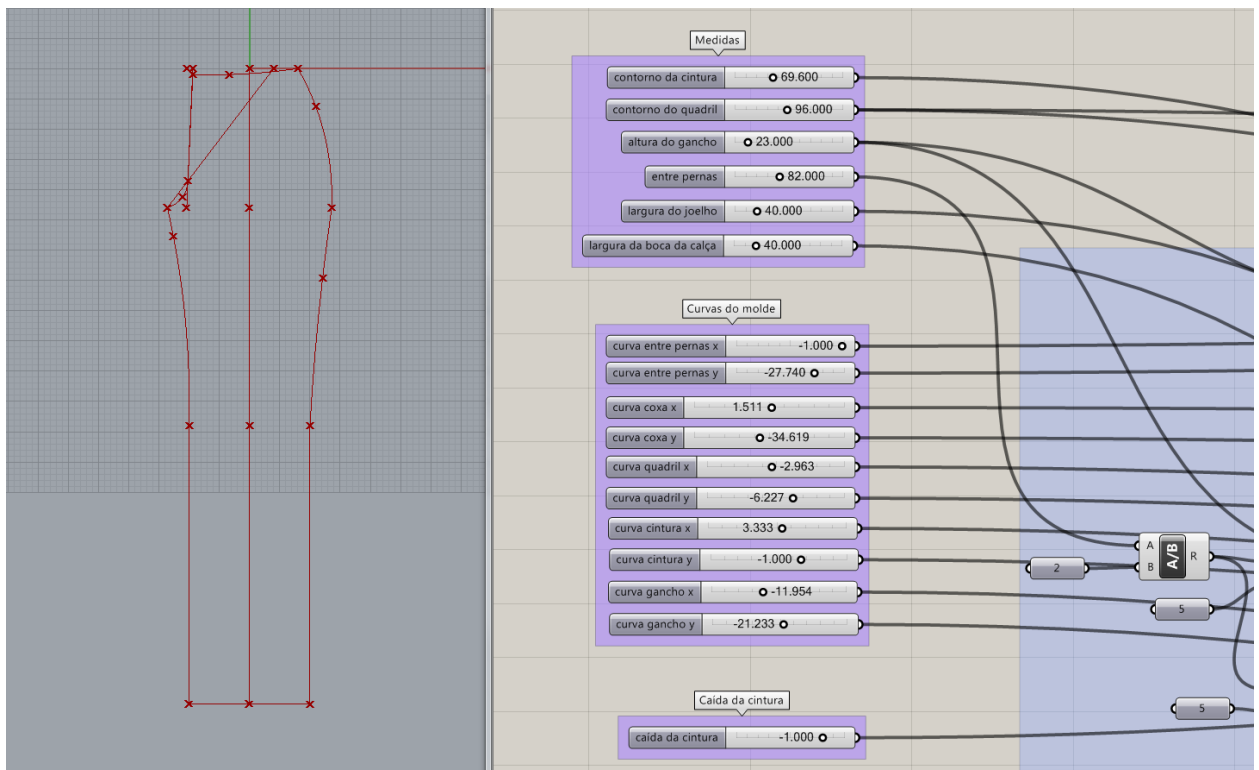 Medidas
contorno da cintura 69.600
contorno do quadril 96.000
altura do gancho 23.000
entre pernas 82.000
largura do joelho 40.000
largura da boca da calça 40.000
Curvas do molde
curva entre pernas x -1.000
curva entre pernas y -27.740
curva coxa x 1.511
curva coxa y -34.619
curva quadril x -2.963
curva quadril y -6.227
curva cintura x 3.333
curva cintura y -1.000
curva gancho x -11.954
curva gancho y -21.233
A
B
A/B
R
2
5
5
Caída da cintura
caída da cintura -1.000